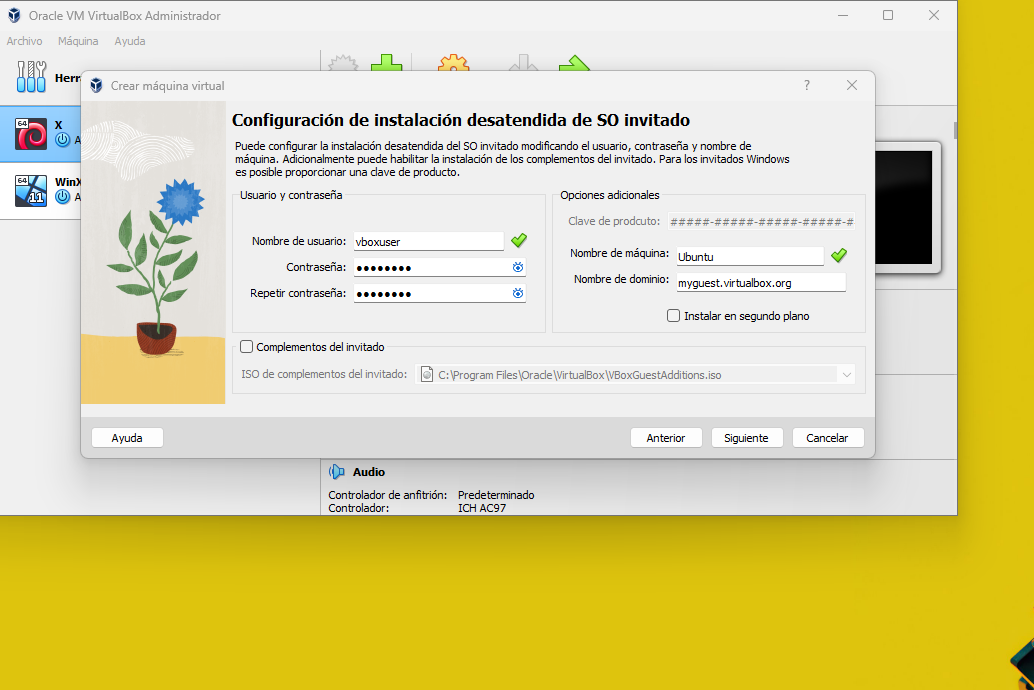 Oracle VM VirtualBox Administrador
Archivo Máquina Ayuda
Herr
64
X
A
64
11
WinX
A
Crear máquina virtual
?
Configuración de instalación desatendida de SO invitado
Puede configurar la instalación desatendida del SO invitado modificando el usuario, contraseña y nombre de
máquina. Adicionalmente puede habilitar la instalación de los complementos del invitado. Para los invitados Windows
es posible proporcionar una clave de producto.
Usuario y contraseña
Nombre de usuario: vboxuser
Contraseña: ●●●●●●●●
Repetir contraseña: ●●●●●●●●
Opciones adicionales
Clave de prodcuto: #####-#####-#####-#####-#
Nombre de máquina: Ubuntu
Nombre de dominio: myguest.virtualbox.org
Instalar en segundo plano
Complementos del invitado
ISO de complementos del invitado: C:\Program Files\Oracle\VirtualBox\VBoxGuestAdditions.iso
Ayuda Anterior Siguiente Cancelar
Audio
Controlador de anfitrión: Predeterminado
Controlador: ICH AC97